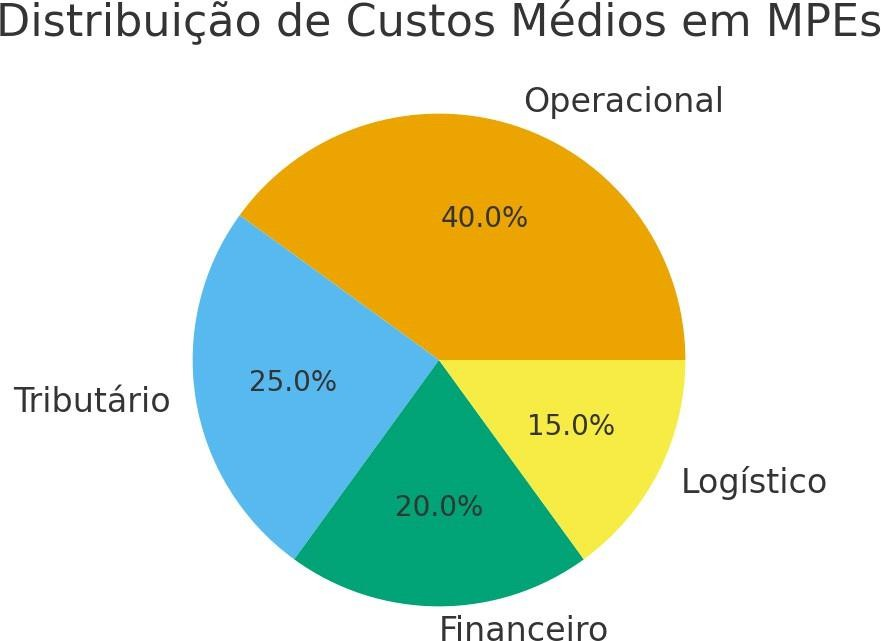 Distribuição de Custos Médios em MPEs
Operacional
40.0%
Tributário
25.0%
Financeiro
20.0%
Logístico
15.0%